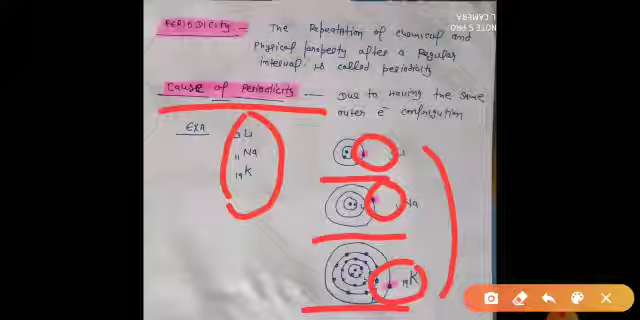 PERIODICITY — The Repeatation of chemical and
Physical property after a Regular
interval is called periodicity
Cause of Periodicity — Due to having the same
outer e⁻ configuration
EXA
₃Li
₁₁Na
₁₉K
Li
Na
₁₉K